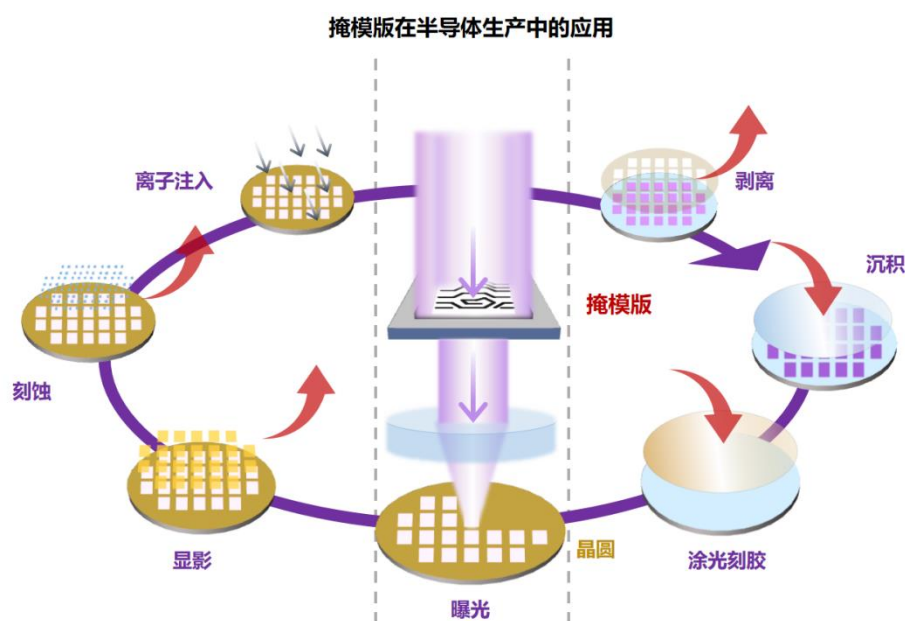 掩模版在半导体生产中的应用
离子注入
剥离
沉积
掩模版
刻蚀
显影
晶圆
涂光刻胶
曝光